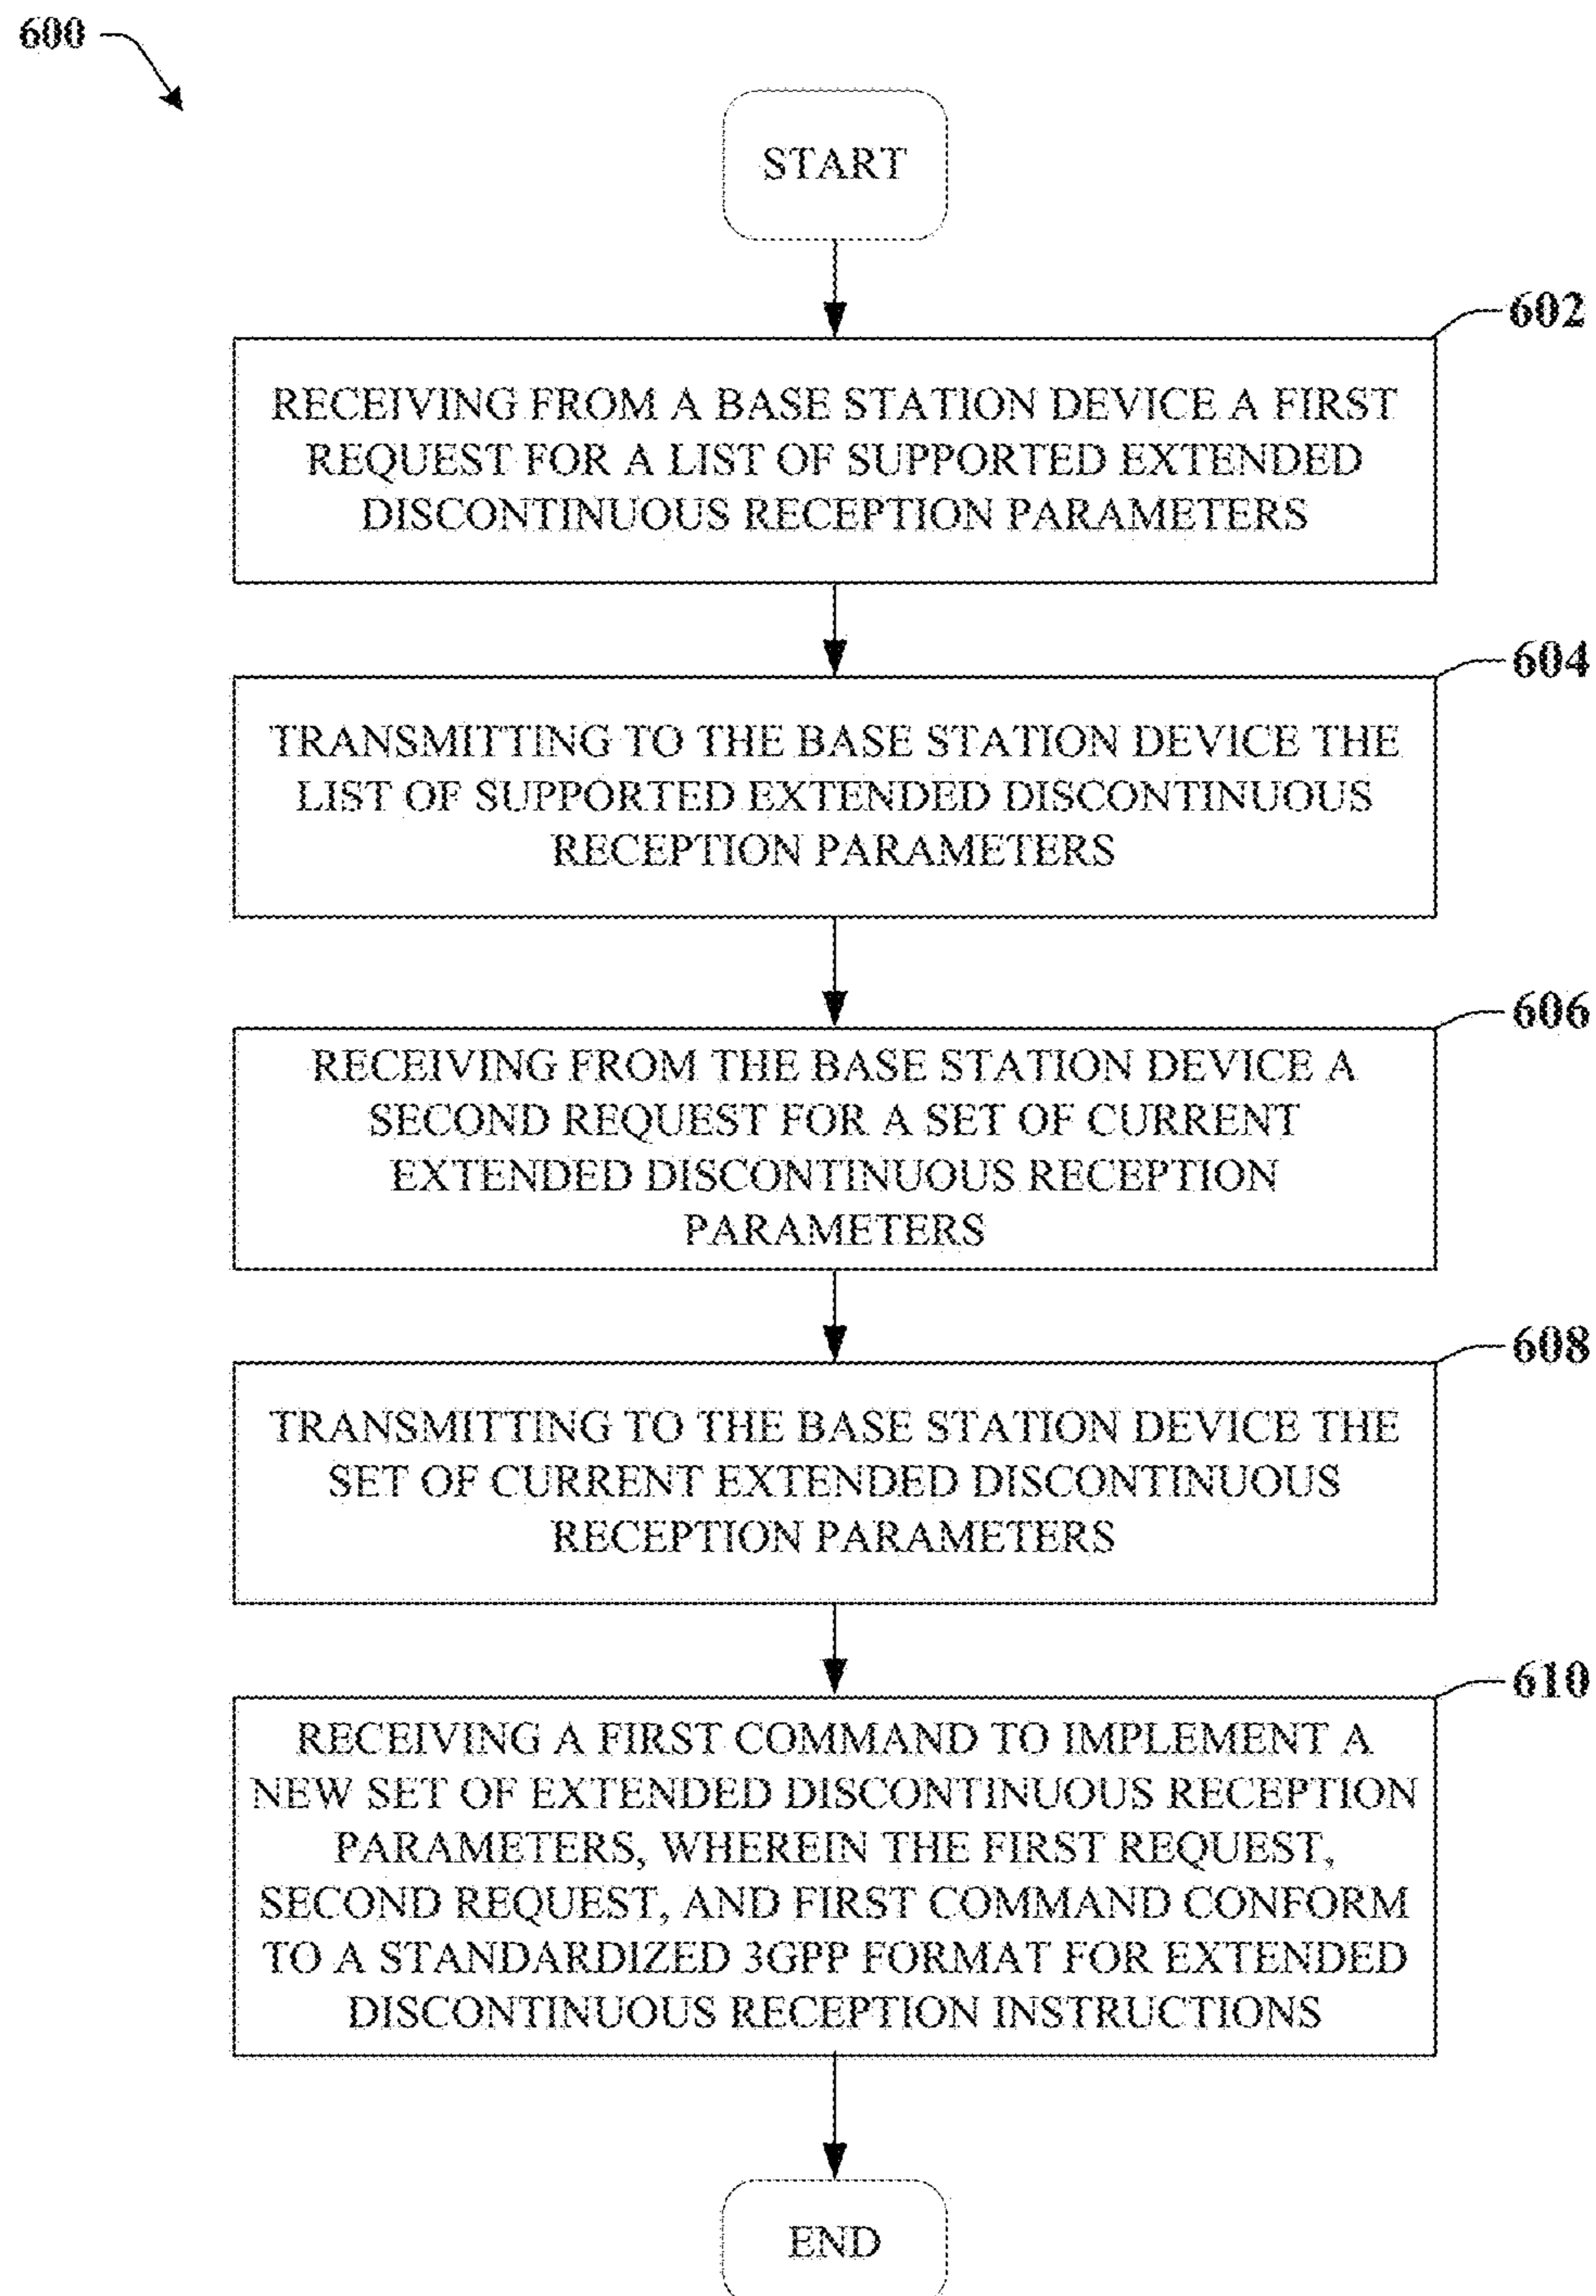 600
START
602
RECEIVING FROM A BASE STATION DEVICE A FIRST
REQUEST FOR A LIST OF SUPPORTED EXTENDED
DISCONTINUOUS RECEPTION PARAMETERS
604
TRANSMITTING TO THE BASE STATION DEVICE THE
LIST OF SUPPORTED EXTENDED DISCONTINUOUS
RECEPTION PARAMETERS
606
RECEIVING FROM THE BASE STATION DEVICE A
SECOND REQUEST FOR A SET OF CURRENT
EXTENDED DISCONTINUOUS RECEPTION
PARAMETERS
608
TRANSMITTING TO THE BASE STATION DEVICE THE
SET OF CURRENT EXTENDED DISCONTINUOUS
RECEPTION PARAMETERS
610
RECEIVING A FIRST COMMAND TO IMPLEMENT A
NEW SET OF EXTENDED DISCONTINUOUS RECEPTION
PARAMETERS, WHEREIN THE FIRST REQUEST,
SECOND REQUEST, AND FIRST COMMAND CONFORM
TO A STANDARDIZED 3GPP FORMAT FOR EXTENDED
DISCONTINUOUS RECEPTION INSTRUCTIONS
END